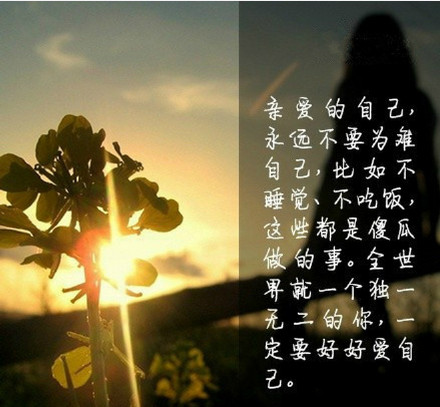 亲爱的自己，
永远不要为难
自己，比如不
睡觉、不吃饭，
这些都是傻瓜
做的事。全世
界就一个独一
无二的你，一
定要好好爱自
己。